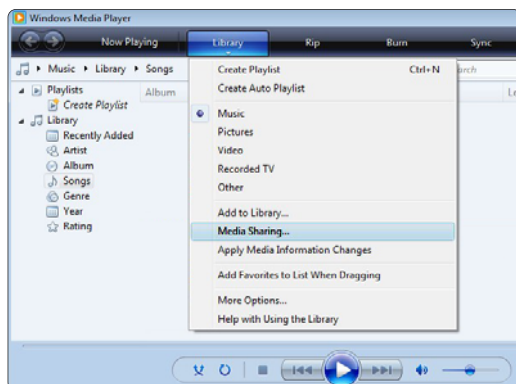 Windows Media Player
Now Playing Library Rip Burn Sync
Music Library Songs
Playlists Album
Create Playlist
Library
Recently Added
Artist
Album
Songs
Genre
Year
Rating
Create Playlist Ctrl+N
Create Auto Playlist
Music
Pictures
Video
Recorded TV
Other
Add to Library...
Media Sharing...
Apply Media Information Changes
Add Favorites to List When Dragging
More Options...
Help with Using the Library